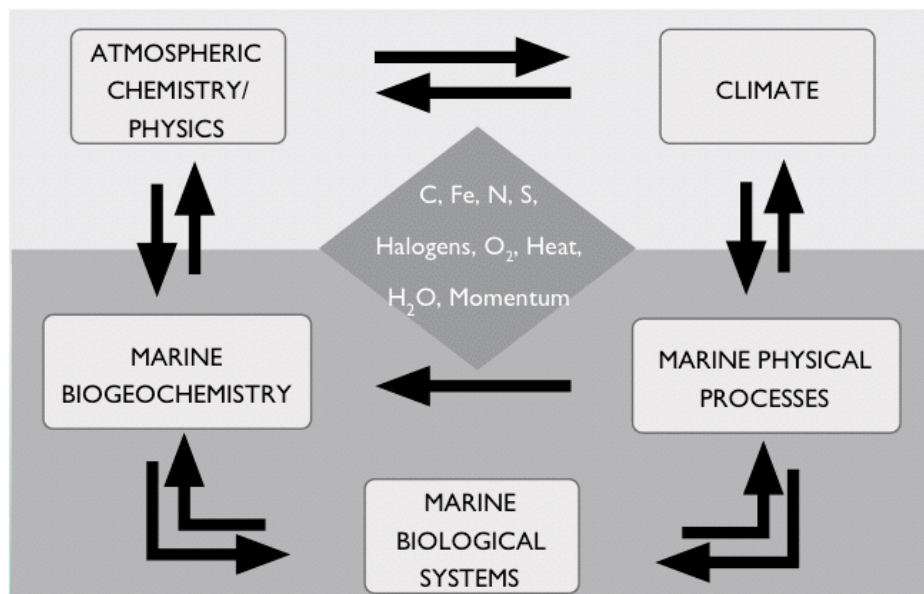 ATMOSPHERIC
CHEMISTRY/
PHYSICS
CLIMATE
C, Fe, N, S,
Halogens, O₂, Heat,
H₂O, Momentum
MARINE
BIOGEOCHEMISTRY
MARINE PHYSICAL
PROCESSES
MARINE
BIOLOGICAL
SYSTEMS